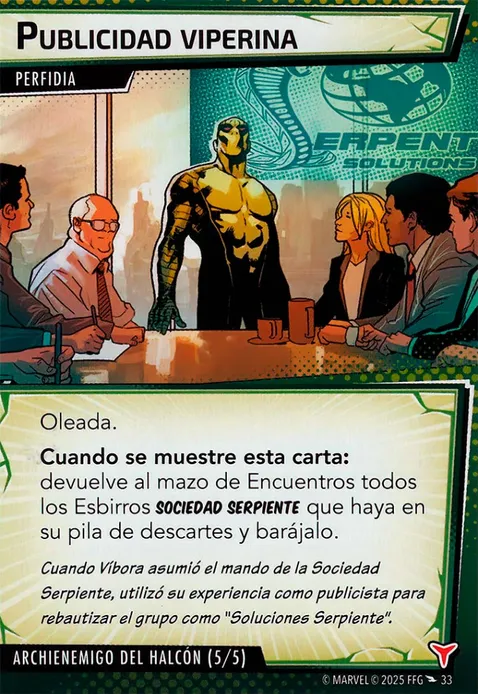 PUBLICIDAD VIPERINA
PERFIDIA
SERPENT
SOLUTIONS
Oleada.
Cuando se muestre esta carta:
devuelve al mazo de Encuentros todos
los Esbirros SOCIEDAD SERPIENTE que haya en
su pila de descartes y barájalo.
Cuando Víbora asumió el mando de la Sociedad
Serpiente, utilizó su experiencia como publicista para
rebautizar el grupo como "Soluciones Serpiente".
ARCHIENEMIGO DEL HALCÓN (5/5)
© MARVEL © 2025 FFG 33